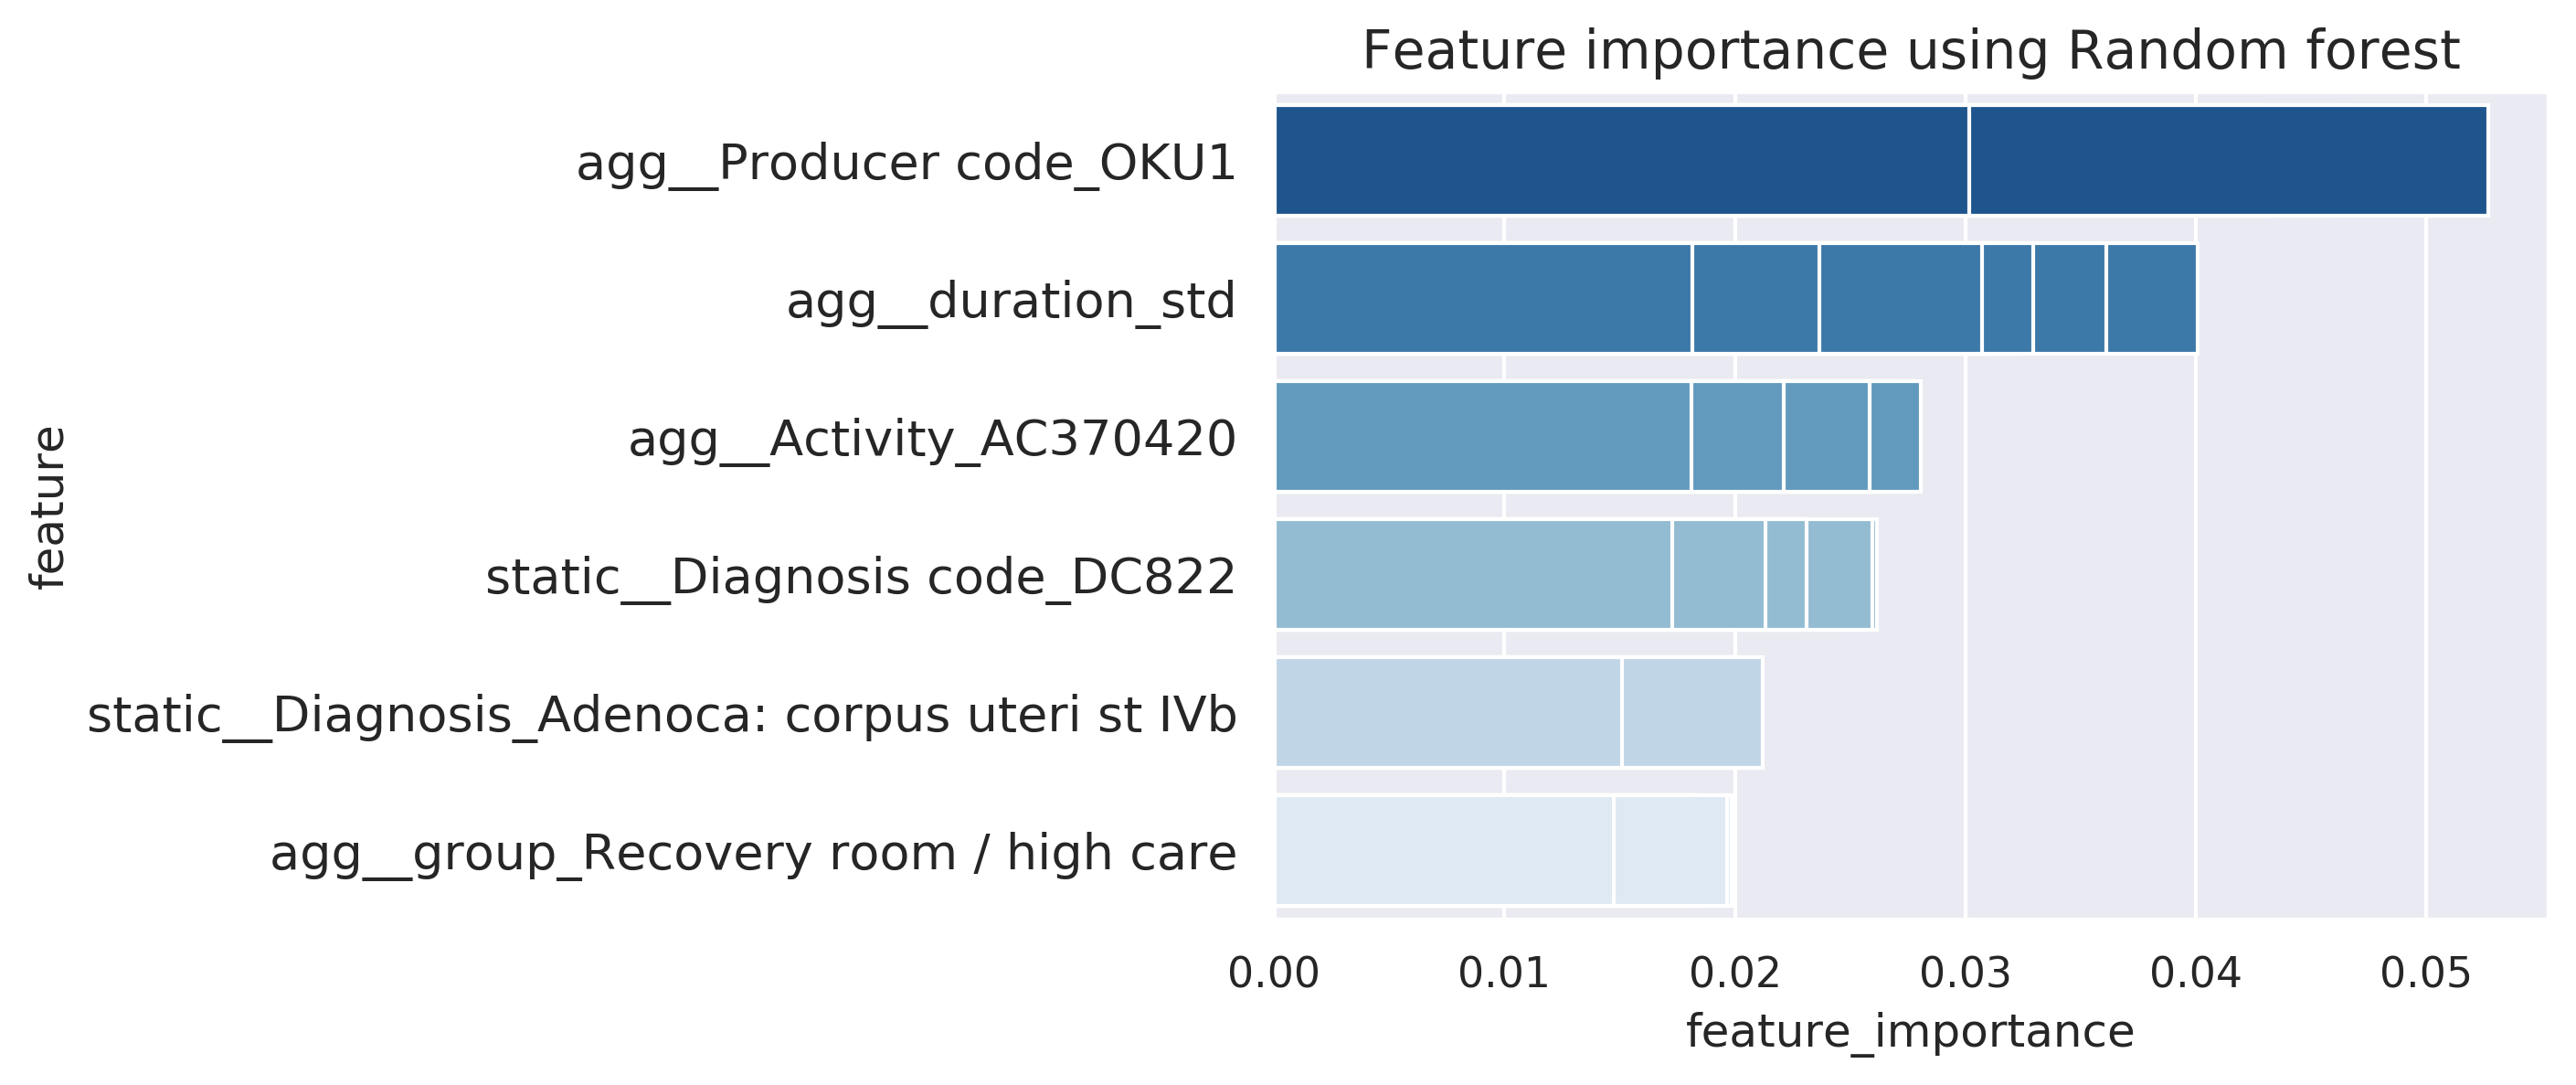 Feature importance using Random forest
feature
agg__Producer code_OKU1
agg__duration_std
agg__Activity_AC370420
static__Diagnosis code_DC822
static__Diagnosis_Adenoca: corpus uteri st IVb
agg__group_Recovery room / high care
0.00 0.01 0.02 0.03 0.04 0.05
feature_importance